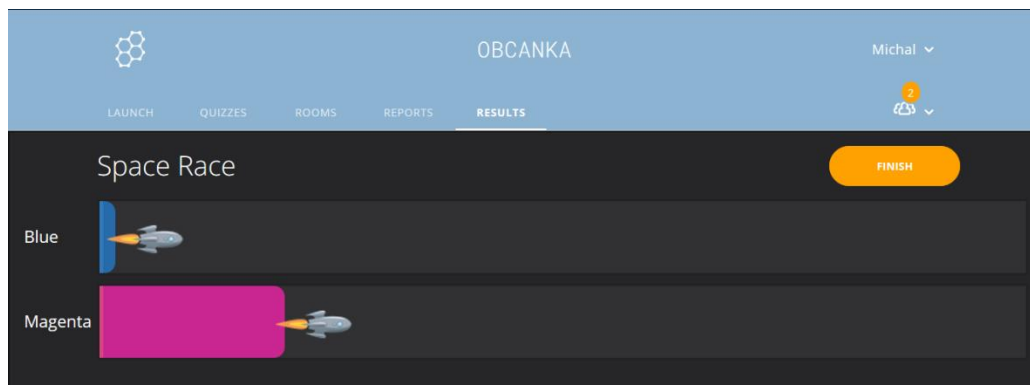 OBCANKA
Michal
2
LAUNCH QUIZZES ROOMS REPORTS RESULTS
Space Race
FINISH
Blue
Magenta